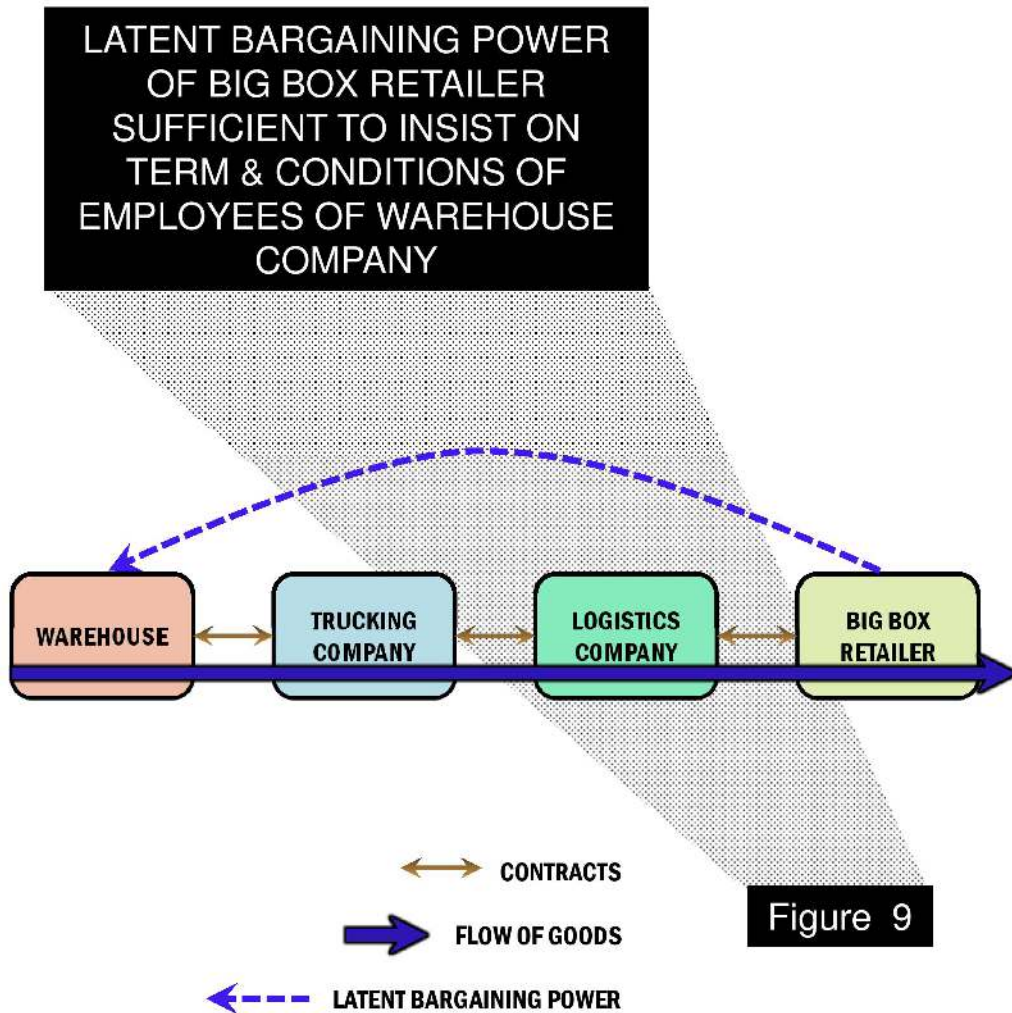 LATENT BARGAINING POWER
OF BIG BOX RETAILER
SUFFICIENT TO INSIST ON
TERM & CONDITIONS OF
EMPLOYEES OF WAREHOUSE
COMPANY
WAREHOUSE
TRUCKING
COMPANY
LOGISTICS
COMPANY
BIG BOX
RETAILER
CONTRACTS
Figure 9
FLOW OF GOODS
LATENT BARGAINING POWER